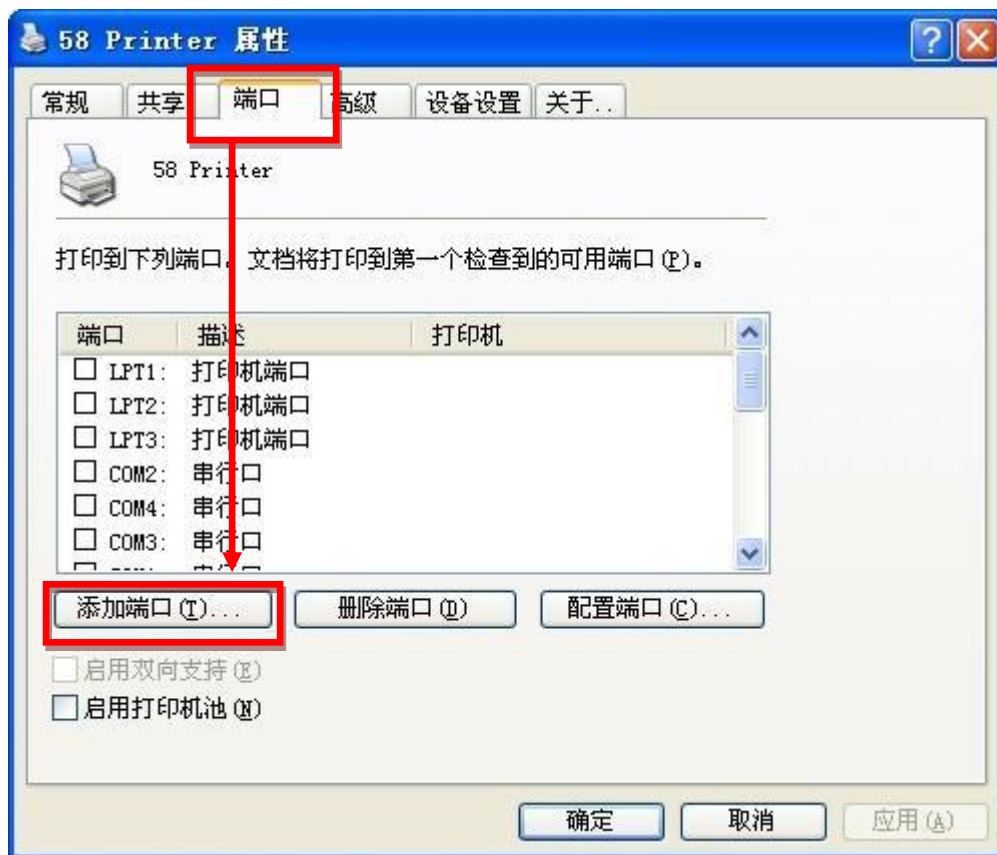 58 Printer 属性
常规 共享 端口 高级 设备设置 关于..
58 Printer
打印到下列端口。文档将打印到第一个检查到的可用端口(P)。
端口 描述 打印机
LPT1: 打印机端口
LPT2: 打印机端口
LPT3: 打印机端口
COM2: 串行口
COM4: 串行口
COM3: 串行口
添加端口(T)... 删除端口(D) 配置端口(C)...
启用双向支持(E)
启用打印机池(N)
确定 取消 应用(A)